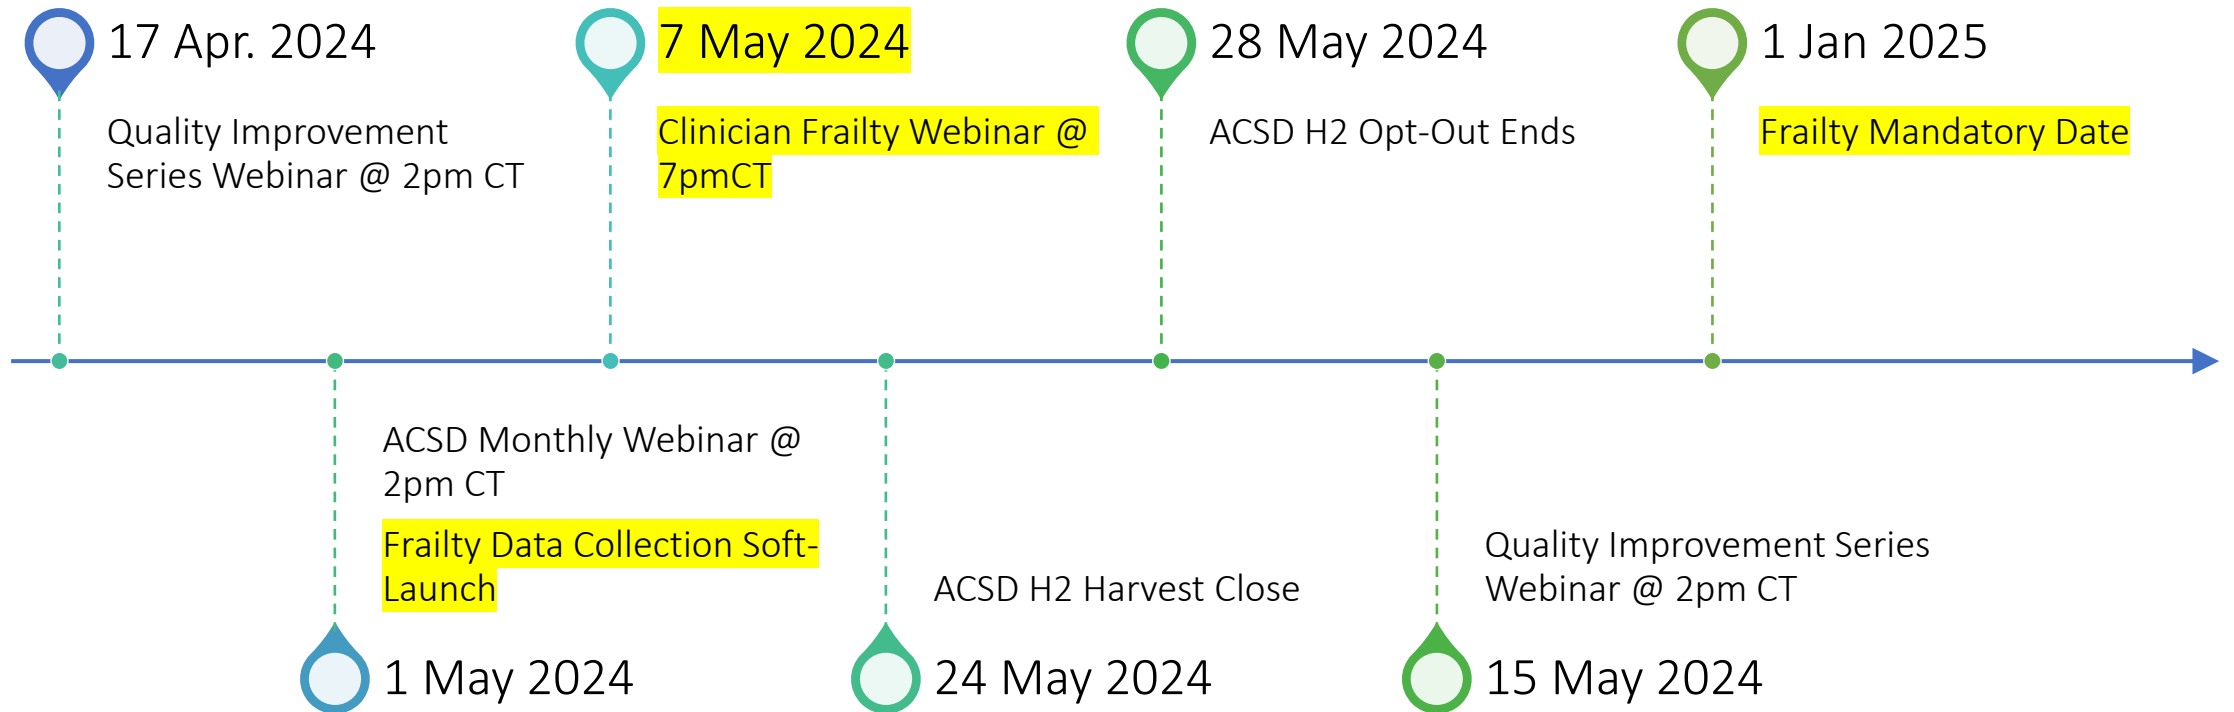 17 Apr. 2024
Quality Improvement
Series Webinar @ 2pm CT
1 May 2024
ACSD Monthly Webinar @
2pm CT
Frailty Data Collection Soft-
Launch
7 May 2024
Clinician Frailty Webinar @
7pmCT
24 May 2024
ACSD H2 Harvest Close
28 May 2024
ACSD H2 Opt-Out Ends
15 May 2024
Quality Improvement Series
Webinar @ 2pm CT
1 Jan 2025
Frailty Mandatory Date